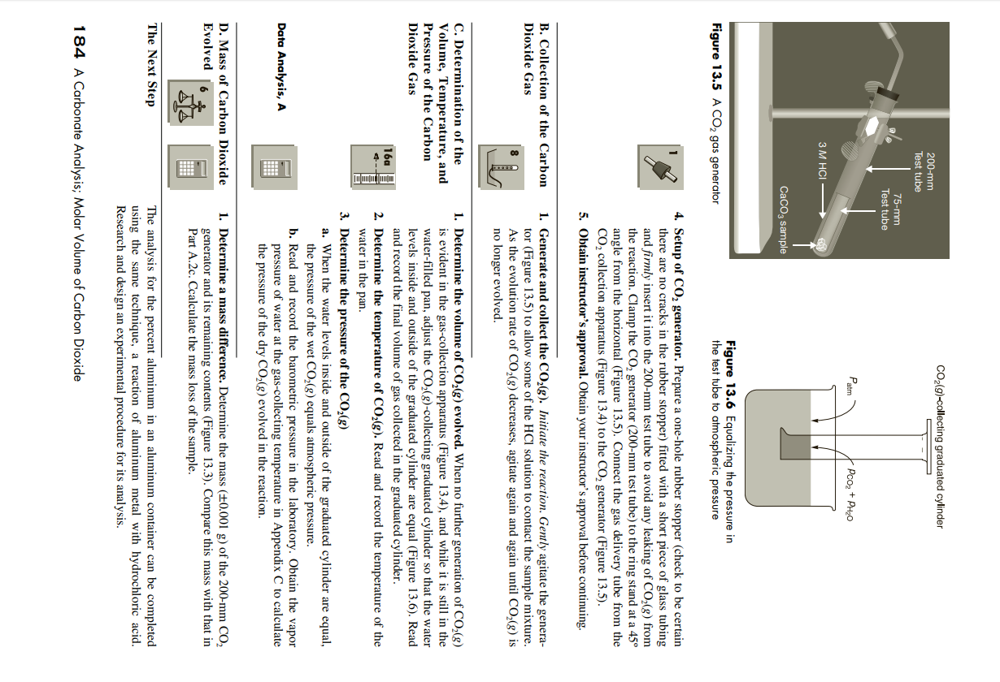 200-mm
Test tube
75-mm
Test tube
3 M HCl
CaCO₃ sample
Figure 13.5 A CO₂ gas generator
CO₂(g)-collecting graduated cylinder
Patm
PCO₂ + PH₂O
Figure 13.6 Equalizing the pressure in
the test tube to atmospheric pressure
1
4. Setup of CO₂ generator. Prepare a one-hole rubber stopper (check to be certain
there are no cracks in the rubber stopper) fitted with a short piece of glass tubing
and firmly insert it into the 200-mm test tube to avoid any leaking of CO₂(g) from
the reaction. Clamp the CO₂ generator (200-mm test tube) to the ring stand at a 45°
angle from the horizontal (Figure 13.5). Connect the gas delivery tube from the
CO₂ collection apparatus (Figure 13.4) to the CO₂ generator (Figure 13.5).
5. Obtain instructor's approval. Obtain your instructor's approval before continuing.
B. Collection of the Carbon
Dioxide Gas
8
1. Generate and collect the CO₂(g). Initiate the reaction. Gently agitate the genera-
tor (Figure 13.5) to allow some of the HCl solution to contact the sample mixture.
As the evolution rate of CO₂(g) decreases, agitate again and again until CO₂(g) is
no longer evolved.
C. Determination of the
Volume, Temperature, and
Pressure of the Carbon
Dioxide Gas
16a
1. Determine the volume of CO₂(g) evolved. When no further generation of CO₂(g)
is evident in the gas-collection apparatus (Figure 13.4), and while it is still in the
water-filled pan, adjust the CO₂(g)-collecting graduated cylinder so that the water
levels inside and outside of the graduated cylinder are equal (Figure 13.6). Read
and record the final volume of gas collected in the graduated cylinder.
2. Determine the temperature of CO₂(g). Read and record the temperature of the
water in the pan.
3. Determine the pressure of the CO₂(g)
a. When the water levels inside and outside of the graduated cylinder are equal,
the pressure of the wet CO₂(g) equals atmospheric pressure.
Data Analysis, A
b. Read and record the barometric pressure in the laboratory. Obtain the vapor
pressure of water at the gas-collecting temperature in Appendix C to calculate
the pressure of the dry CO₂(g) evolved in the reaction.
D. Mass of Carbon Dioxide
Evolved
6
1. Determine a mass difference. Determine the mass (±0.001 g) of the 200-mm CO₂
generator and its remaining contents (Figure 13.3). Compare this mass with that in
Part A.2c. Ccalculate the mass loss of the sample.
The Next Step
The analysis for the percent aluminum in an aluminum container can be completed
using the same technique, a reaction of aluminum metal with hydrochloric acid.
Research and design an experimental procedure for its analysis.
184 A Carbonate Analysis; Molar Volume of Carbon Dioxide